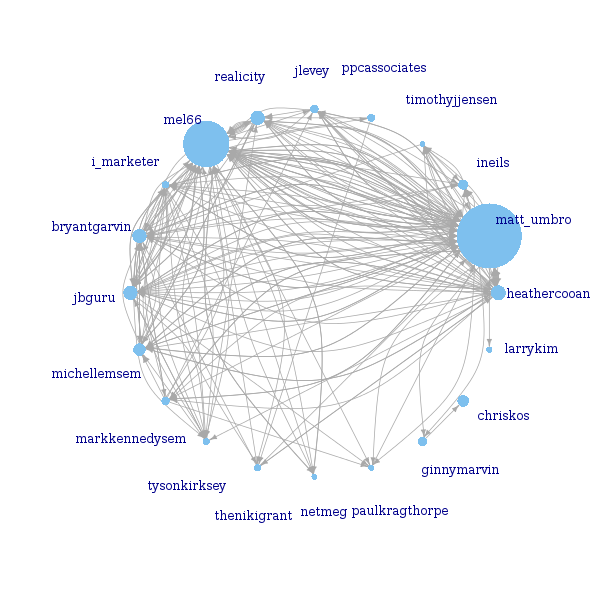 jlevey
ppcassociates
realicity
timothyjjensen
mel66
i_marketer
ineils
matt_umbro
bryantgarvin
jbguru
heathercooan
larrykim
michellemsem
chriskos
markkennedysem
ginnymarvin
tysonkirksey
thenikigrant
netmeg
paulkragthorpe